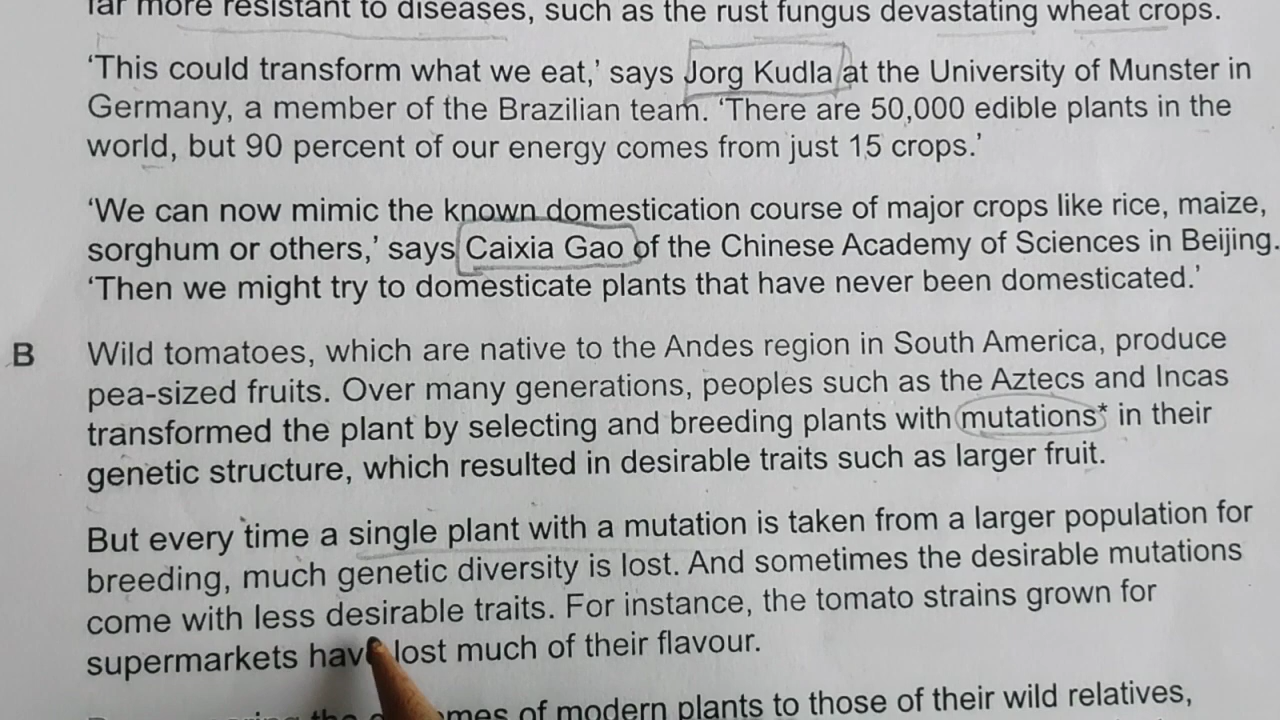 far more resistant to diseases, such as the rust fungus devastating wheat crops.
‘This could transform what we eat,’ says Jorg Kudla at the University of Munster in
Germany, a member of the Brazilian team. ‘There are 50,000 edible plants in the
world, but 90 percent of our energy comes from just 15 crops.’
‘We can now mimic the known domestication course of major crops like rice, maize,
sorghum or others,’ says Caixia Gao of the Chinese Academy of Sciences in Beijing.
‘Then we might try to domesticate plants that have never been domesticated.’
B Wild tomatoes, which are native to the Andes region in South America, produce
pea-sized fruits. Over many generations, peoples such as the Aztecs and Incas
transformed the plant by selecting and breeding plants with mutations* in their
genetic structure, which resulted in desirable traits such as larger fruit.
But every time a single plant with a mutation is taken from a larger population for
breeding, much genetic diversity is lost. And sometimes the desirable mutations
come with less desirable traits. For instance, the tomato strains grown for
supermarkets have lost much of their flavour.
the of modern plants to those of their wild relatives,